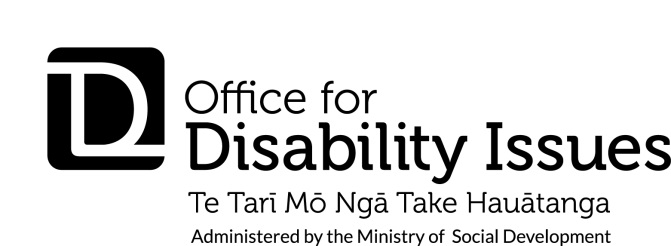 Office for
Disability Issues
Te Tarī Mō Ngā Take Hauātanga
Administered by the Ministry of Social Development